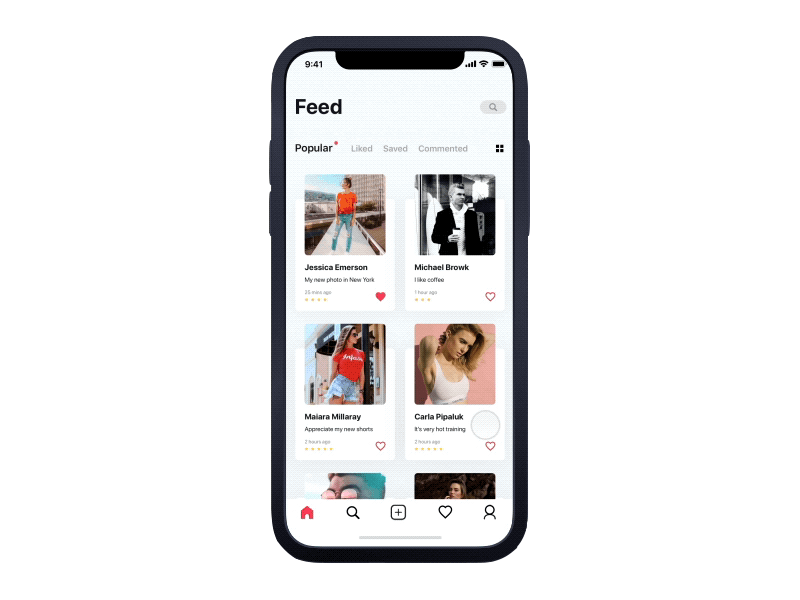 9:41
Feed
Popular Liked Saved Commented
Jessica Emerson
My new photo in New York
25 mins ago
Michael Browk
I like coffee
1 hour ago
Maiara Millaray
Appreciate my new shorts
2 hours ago
Carla Pipaluk
It's very hot training
2 hours ago